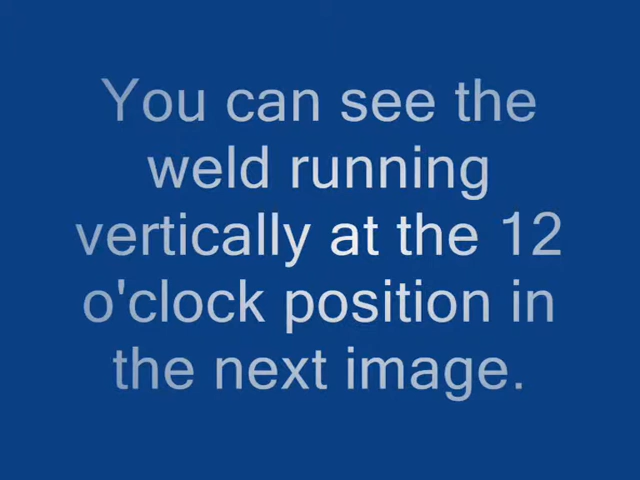 You can see the
weld running
vertically at the 12
o'clock position in
the next image.